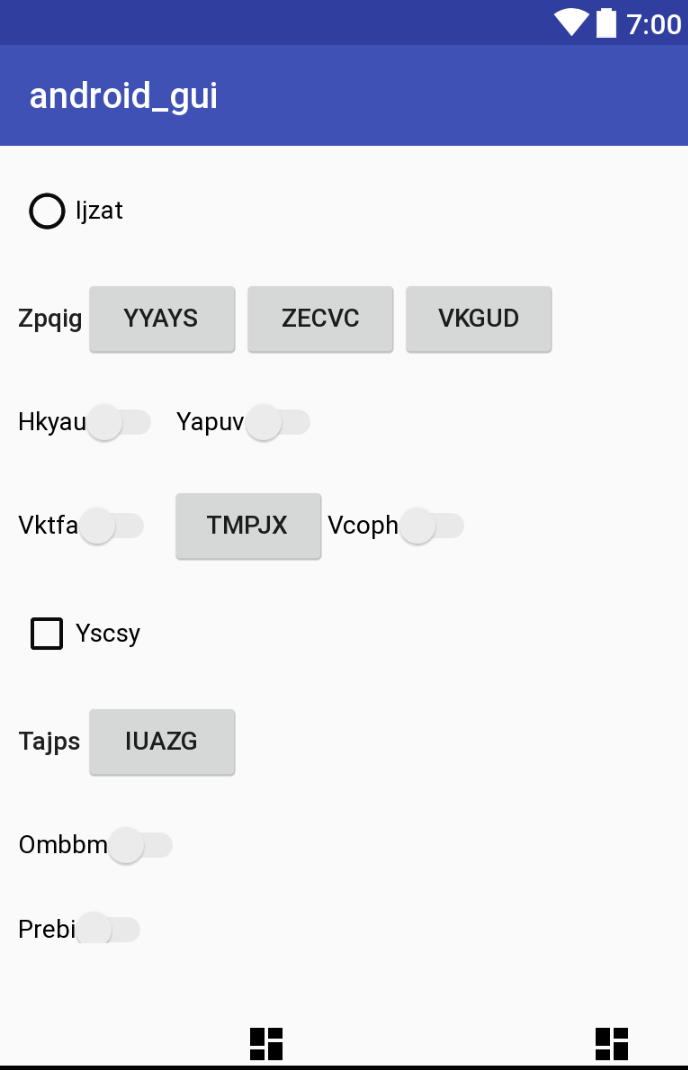 7:00
android_gui
Ijzat
Zpqig YYAYS ZECVC VKGUD
Hkyau Yapuv
Vktfa TMPJX Vcoph
Yscsy
Tajps IUAZG
Ombbm
Prebi